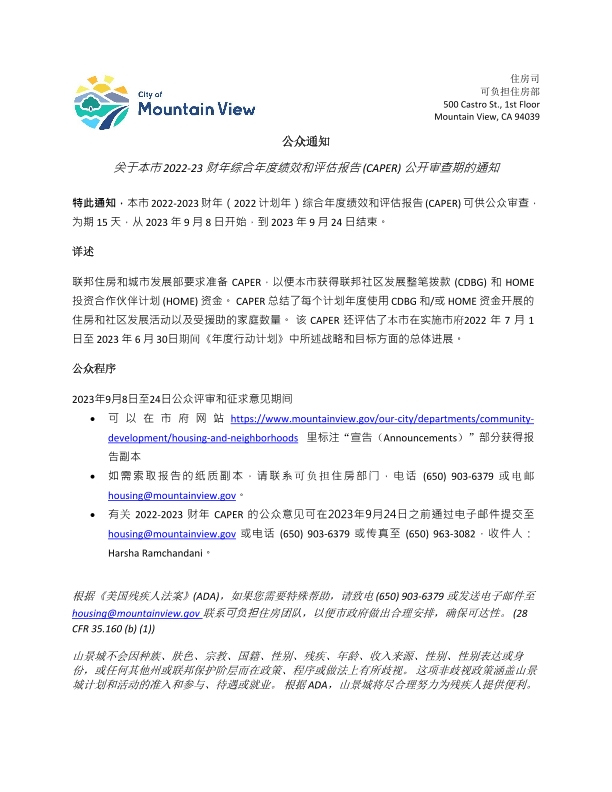 City of
Mountain View
住房司
可负担住房部
500 Castro St., 1st Floor
Mountain View, CA 94039
公众通知
关于本市 2022-23 财年综合年度绩效和评估报告 (CAPER) 公开审查期的通知
特此通知，本市 2022-2023 财年（2022 计划年）综合年度绩效和评估报告 (CAPER) 可供公众审查，
为期 15 天，从 2023 年 9 月 8 日开始，到 2023 年 9 月 24 日结束。
详述
联邦住房和城市发展部要求准备 CAPER，以便本市获得联邦社区发展整笔拨款 (CDBG) 和 HOME
投资合作伙伴计划 (HOME) 资金。 CAPER 总结了每个计划年度使用 CDBG 和/或 HOME 资金开展的
住房和社区发展活动以及受援助的家庭数量。 该 CAPER 还评估了本市在实施市府2022 年 7 月 1
日至 2023 年 6 月 30日期间《年度行动计划》中所述战略和目标方面的总体进展。
公众程序
2023年9月8日至24日公众评审和征求意见期间
• 可以在市府网站 https://www.mountainview.gov/our-city/departments/community-
development/housing-and-neighborhoods 里标注“宣告（Announcements）”部分获得报
告副本
• 如需索取报告的纸质副本，请联系可负担住房部门，电话 (650) 903-6379 或电邮
housing@mountainview.gov。
• 有关 2022-2023 财年 CAPER 的公众意见可在2023年9月24日之前通过电子邮件提交至
housing@mountainview.gov 或电话 (650) 903-6379 或传真至 (650) 963-3082，收件人：
Harsha Ramchandani。
根据《美国残疾人法案》(ADA)，如果您需要特殊帮助，请致电 (650) 903-6379 或发送电子邮件至
housing@mountainview.gov 联系可负担住房团队，以便市政府做出合理安排，确保可达性。 (28
CFR 35.160 (b) (1))
山景城不会因种族、肤色、宗教、国籍、性别、残疾、年龄、收入来源、性别、性别表达或身
份，或任何其他州或联邦保护阶层而在政策、程序或做法上有所歧视。 这项非歧视政策涵盖山景
城计划和活动的准入和参与、待遇或就业。 根据 ADA，山景城将尽合理努力为残疾人提供便利。